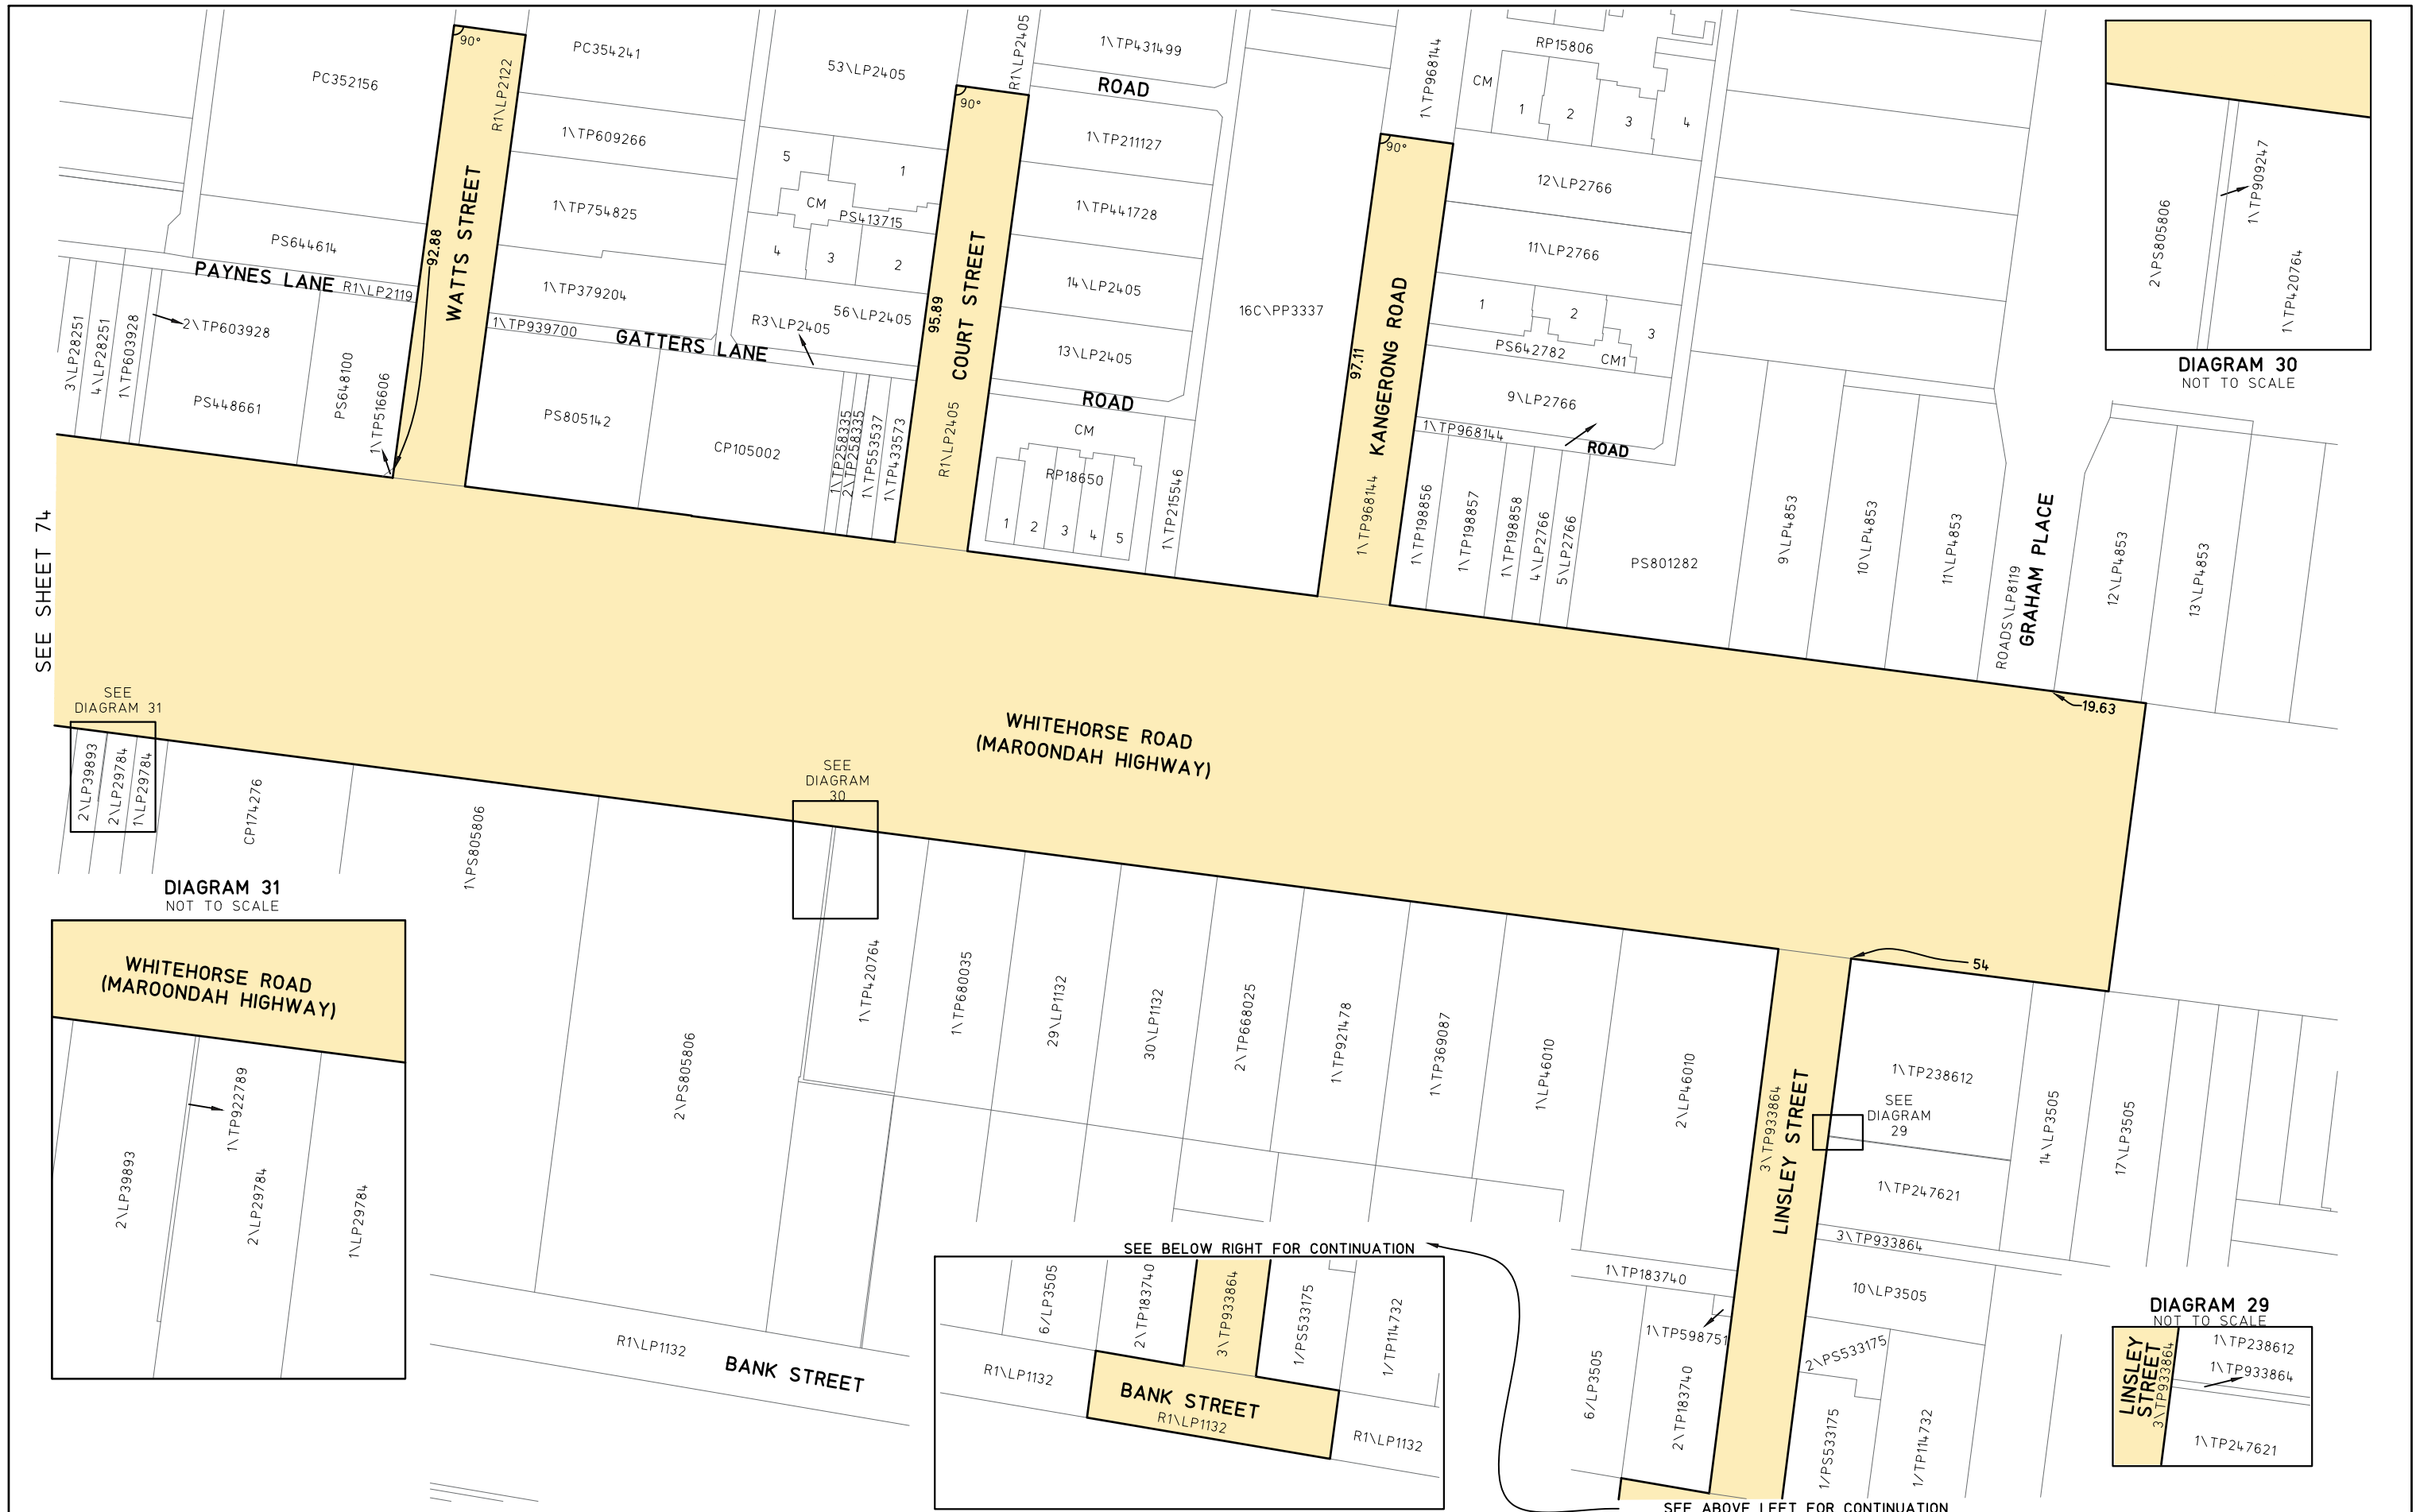 PC352156
90°
R1\LP2122
PC354241
1\TP609266
1\TP754825
1\TP379204
1\TP939700
GATTERS LANE
PS644614
PAYNES LANE
R1\LP2119
WATTS STREET
92.88
3\LP28251
4\LP28251
1\TP603928
2\TP603928
PS448661
PS648100
1\TP516606
PS805142
CP105002
53\LP2405
5
1
CM
PS413715
4
3
2
56\LP2405
R3\LP2405
1\TP258335
2\TP258335
1\TP553537
1\TP433573
R1\LP2405
90°
95.89
COURT STREET
R1\LP2405
1\TP431499
ROAD
1\TP211127
1\TP441728
14\LP2405
13\LP2405
ROAD
CM
RP18650
1
2
3
4
5
1\TP215546
16C\PP3337
1\TP968144
90°
97.11
KANGERONG ROAD
1\TP968144
RP15806
CM
1
2
3
4
12\LP2766
11\LP2766
1
2
3
PS642782
CM1
9\LP2766
1\TP968144
ROAD
1\TP198856
1\TP198857
1\TP198858
4\LP2766
5\LP2766
PS801282
9\LP4853
10\LP4853
11\LP4853
ROADS\LP8119
GRAHAM PLACE
12\LP4853
13\LP4853
19.63
2\PS805806
1\TP909247
1\TP420764
DIAGRAM 30
NOT TO SCALE
SEE SHEET 74
WHITEHORSE ROAD
(MAROONDAH HIGHWAY)
SEE
DIAGRAM 31
2\LP39893
2\LP29784
1\LP29784
CP174276
1\PS805806
SEE
DIAGRAM
30
2\PS805806
1\TP420764
1\TP680035
29\LP1132
30\LP1132
2\TP668025
1\TP921478
1\TP369087
1\LP46010
2\LP46010
54
3\TP933864
LINSLEY STREET
1\TP238612
SEE
DIAGRAM
29
1\TP247621
14\LP3505
17\LP3505
3\TP933864
10\LP3505
1\TP183740
1\TP598751
6/LP3505
2\TP183740
2\PS533175
1/PS533175
1/TP114732
SEE ABOVE LEFT FOR CONTINUATION
DIAGRAM 31
NOT TO SCALE
WHITEHORSE ROAD
(MAROONDAH HIGHWAY)
2\LP39893
1\TP922789
2\LP29784
1\LP29784
R1\LP1132
BANK STREET
SEE BELOW RIGHT FOR CONTINUATION
6/LP3505
2\TP183740
3\TP933864
1/PS533175
1/TP114732
R1\LP1132
BANK STREET
R1\LP1132
R1\LP1132
DIAGRAM 29
NOT TO SCALE
LINSLEY
STREET
3\TP933864
1\TP238612
1\TP933864
1\TP247621